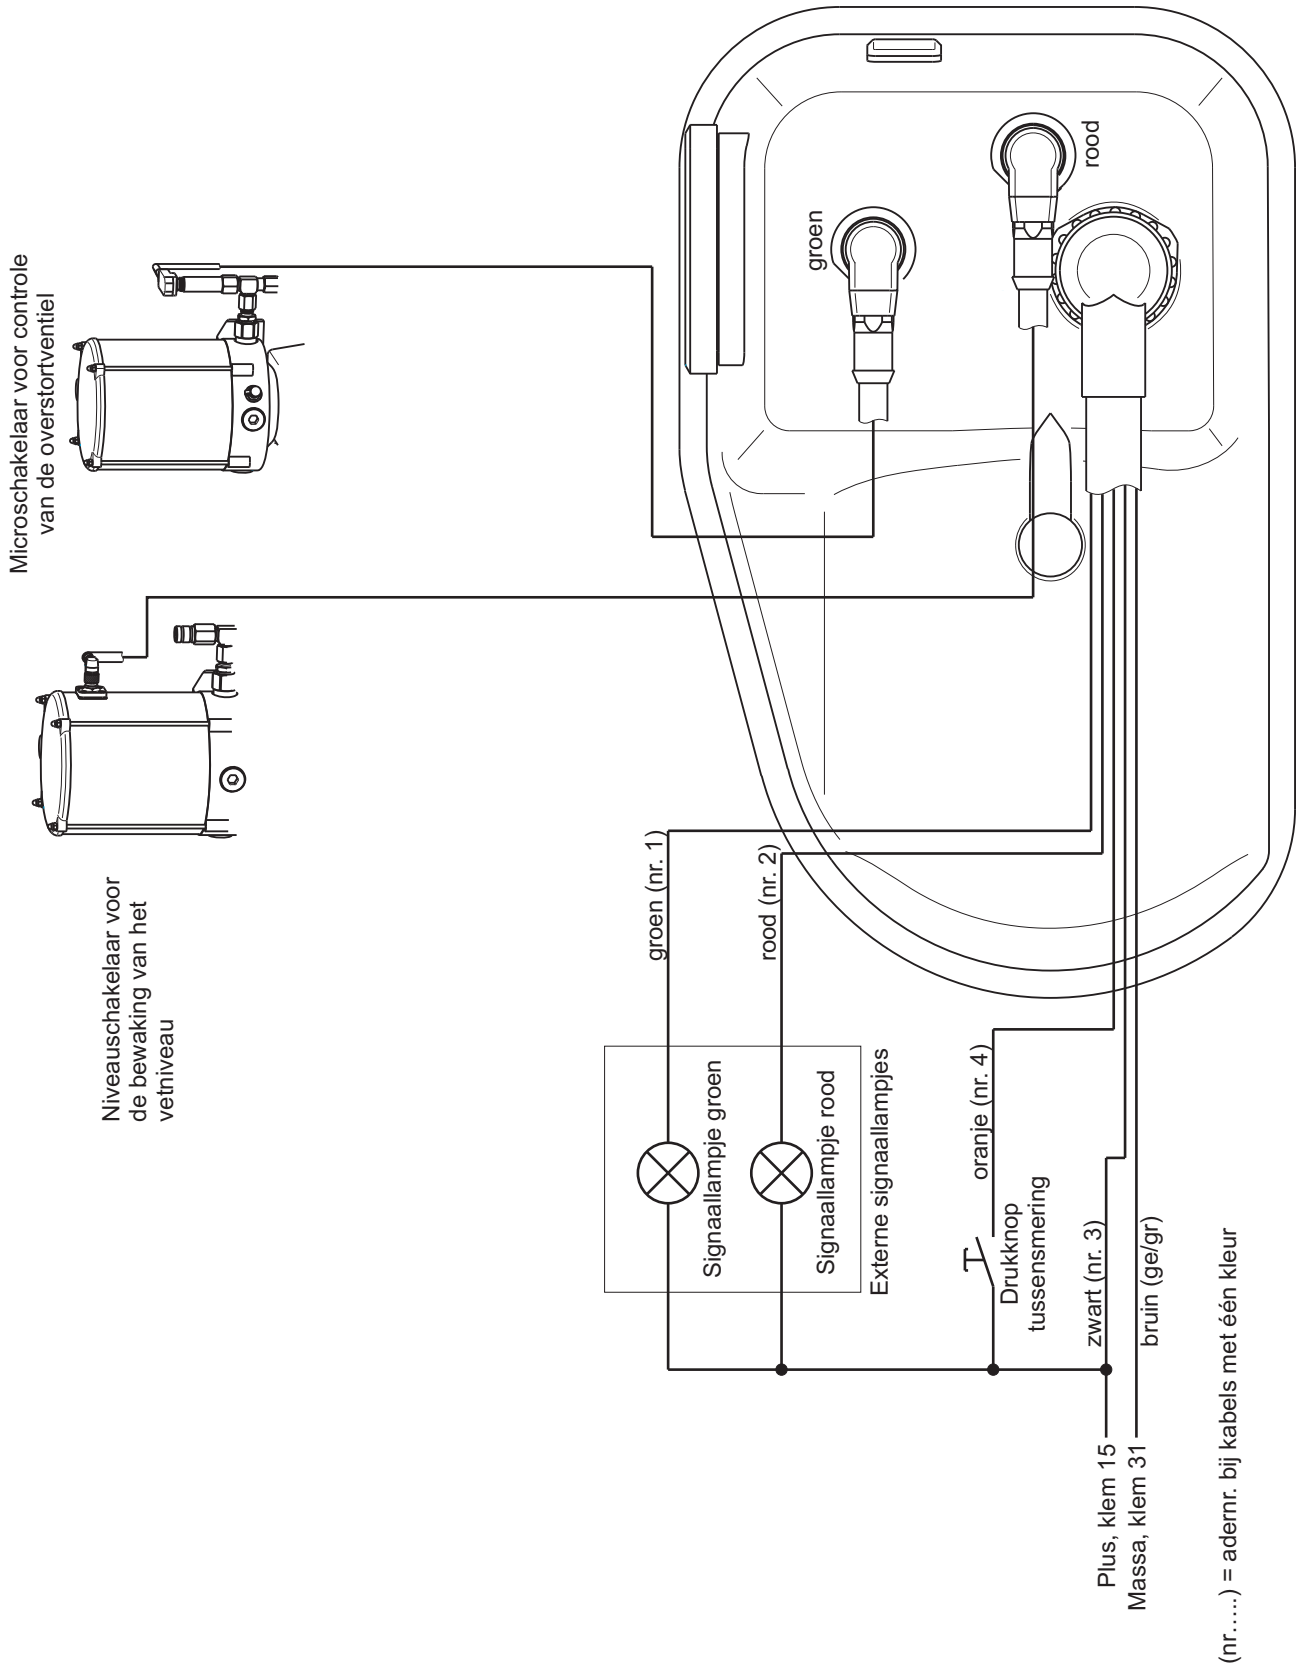 Microschakelaar voor controle
van de overstortventiel
Niveauschakelaar voor
de bewaking van het
vetniveau
groen
rood
groen (nr. 1)
rood (nr. 2)
Signaallampje groen
Signaallampje rood
Externe signaallampjes
oranje (nr. 4)
Drukknop
tussensmering
zwart (nr. 3)
bruin (ge/gr)
Plus, klem 15
Massa, klem 31
(nr.....) = adernr. bij kabels met één kleur